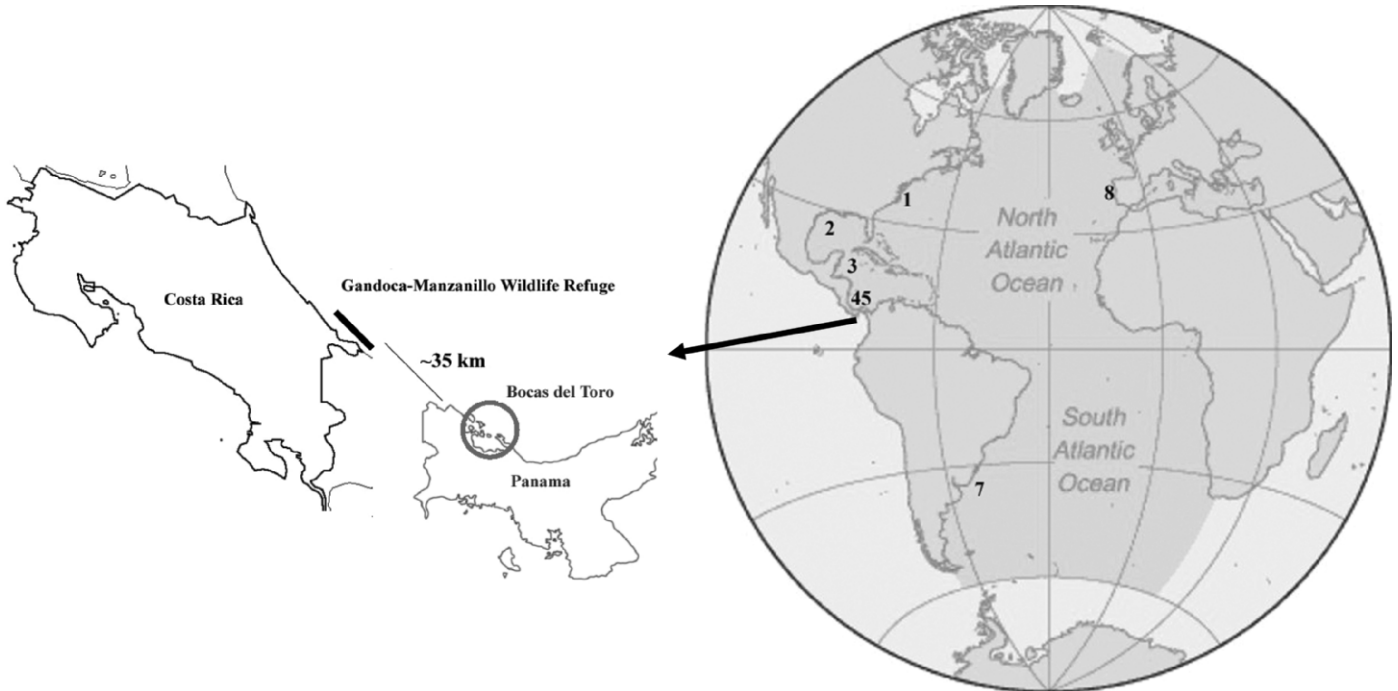 Gandoca-Manzanillo Wildlife Refuge
Costa Rica
~35 km
Bocas del Toro
Panama
1
2
3
45
8
North
Atlantic
Ocean
South
Atlantic
Ocean
7